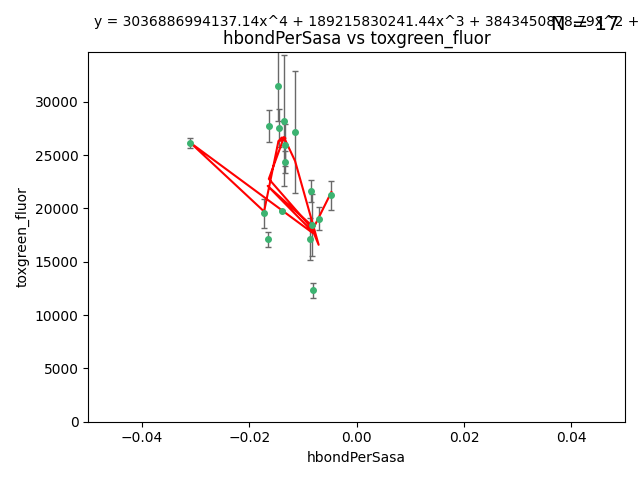 y = 3036886994137.14x^4 + 189215830241.44x^3 + 3843450878.79x^2 +
N = 17
hbondPerSasa vs toxgreen_fluor
30000
25000
20000
15000
10000
5000
0
toxgreen_fluor
−0.04
−0.02
0.00
0.02
0.04
hbondPerSasa